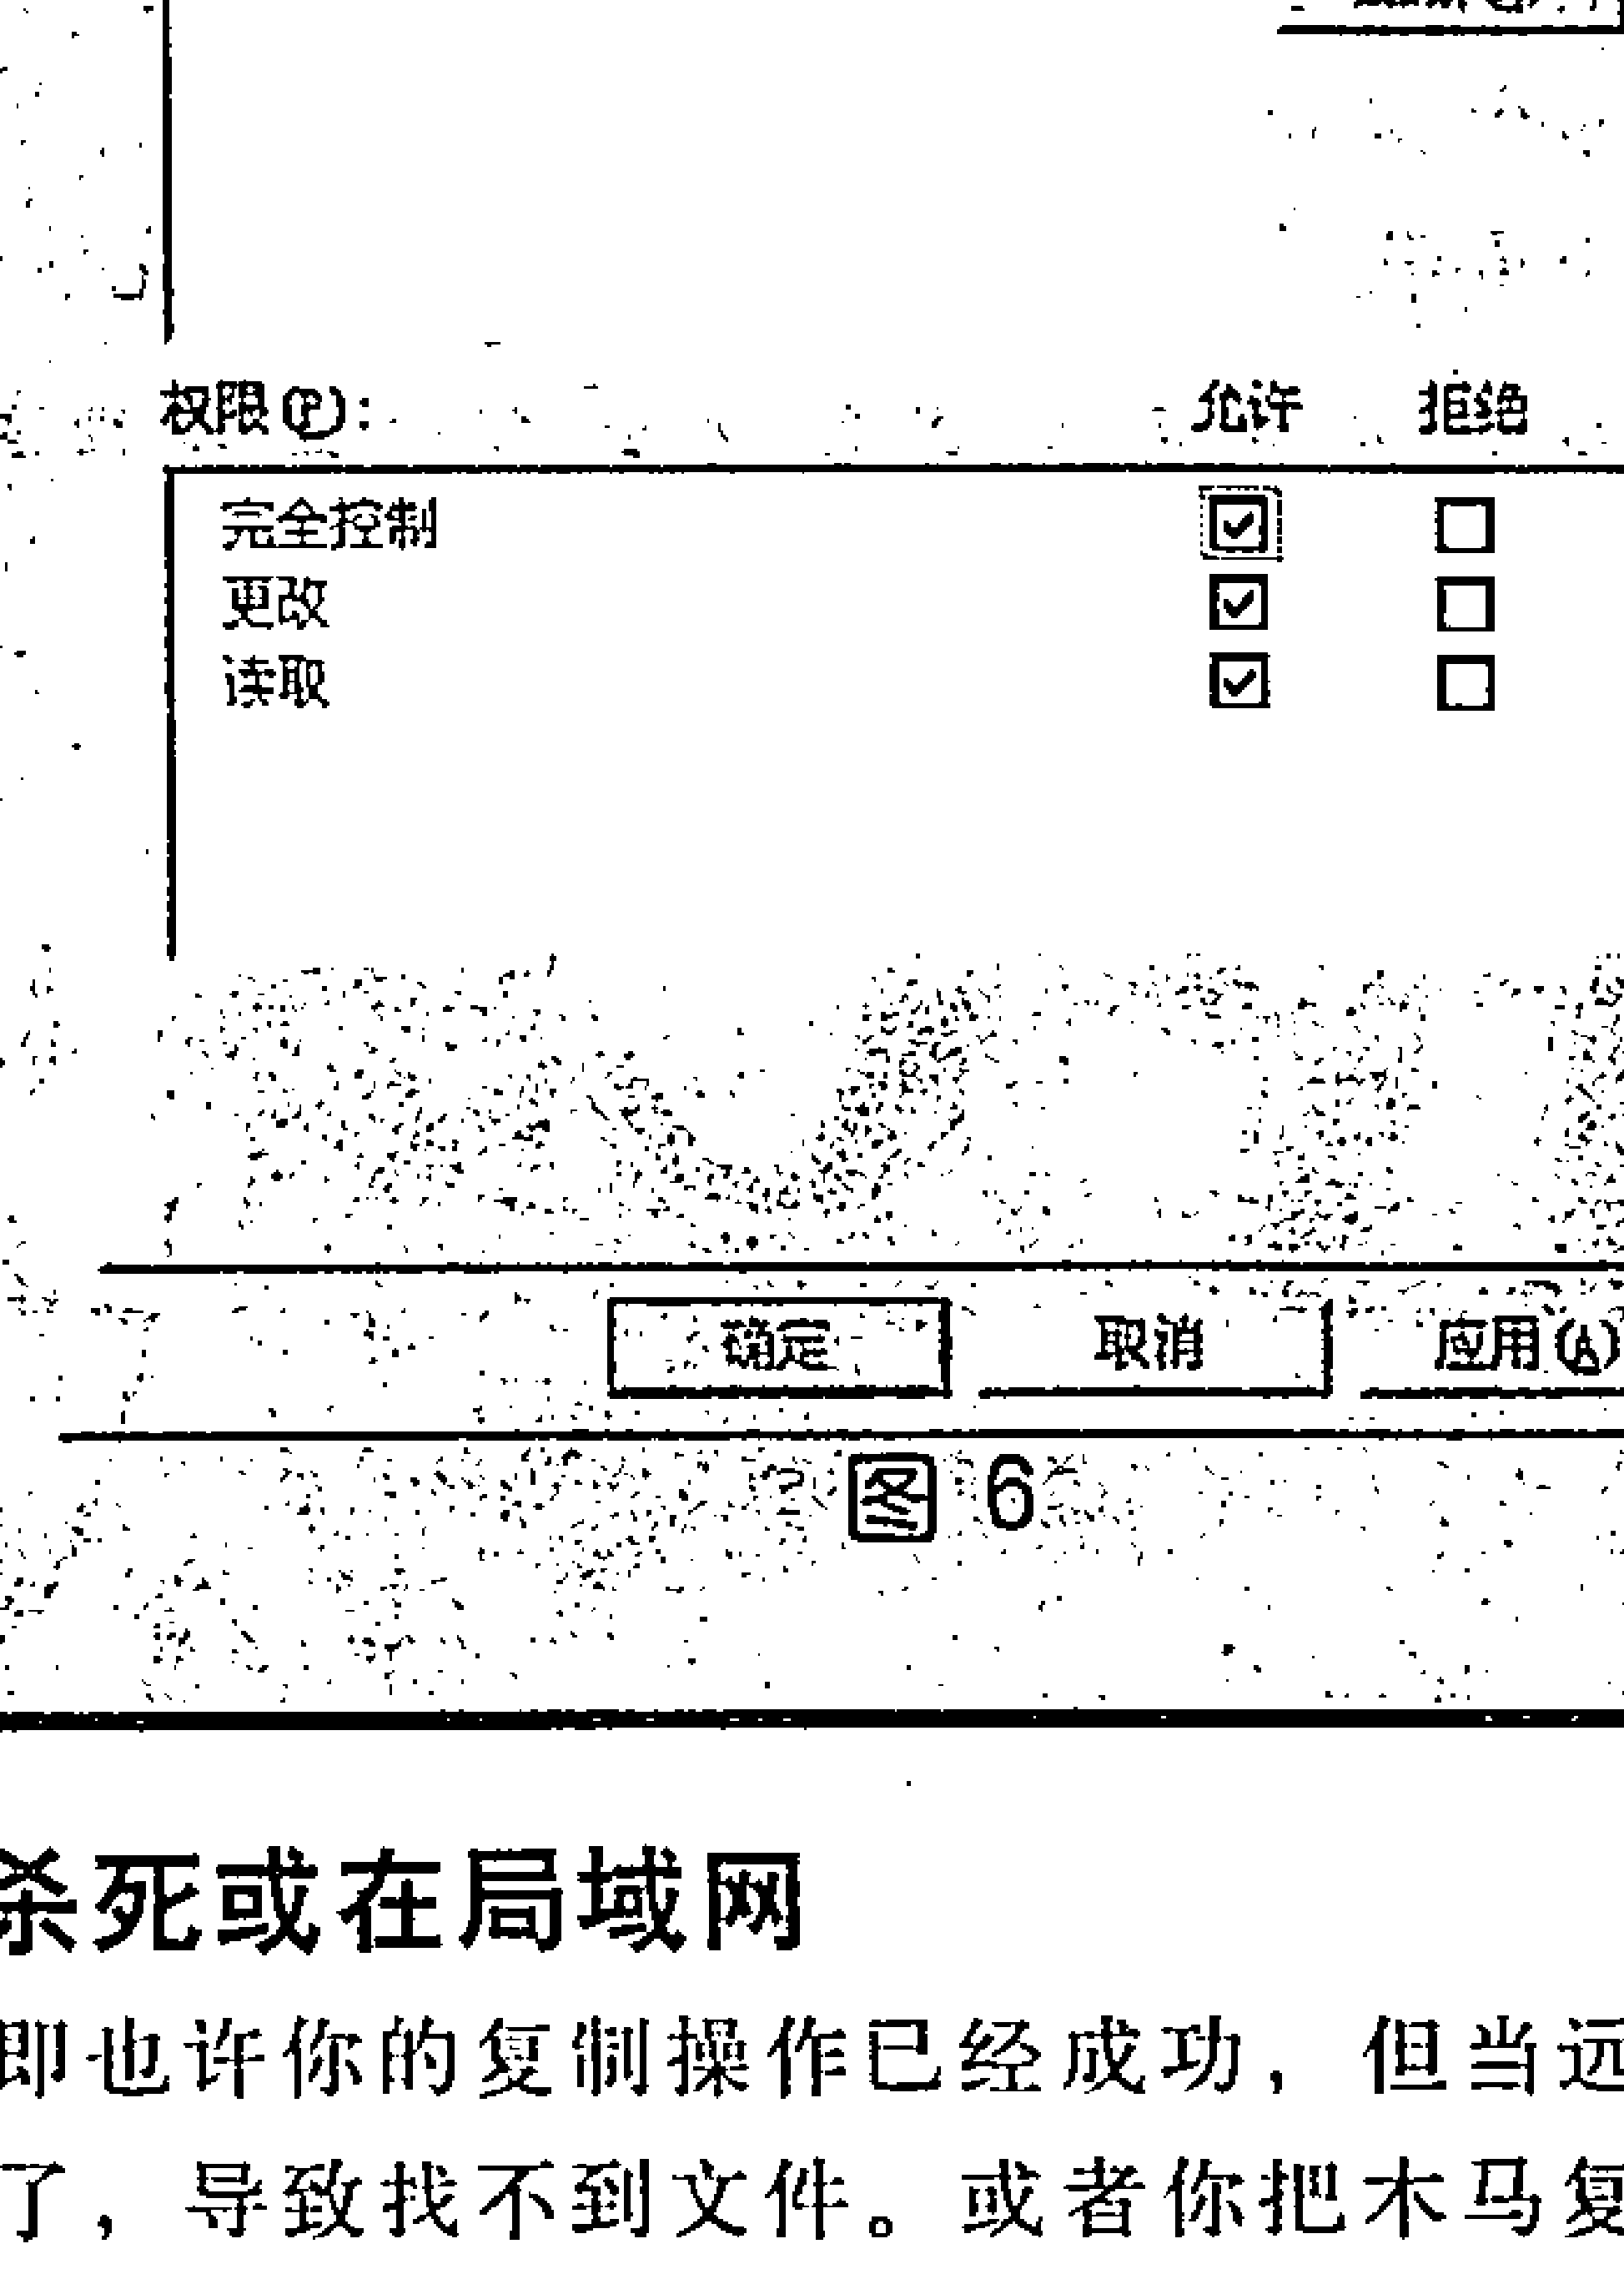 权限(P): 允许 拒绝
完全控制
更改
读取
确定 取消 应用(A)
图 6
杀死或在局域网
即也许你的复制操作已经成功，但当远
了，导致找不到文件。或者你把木马复